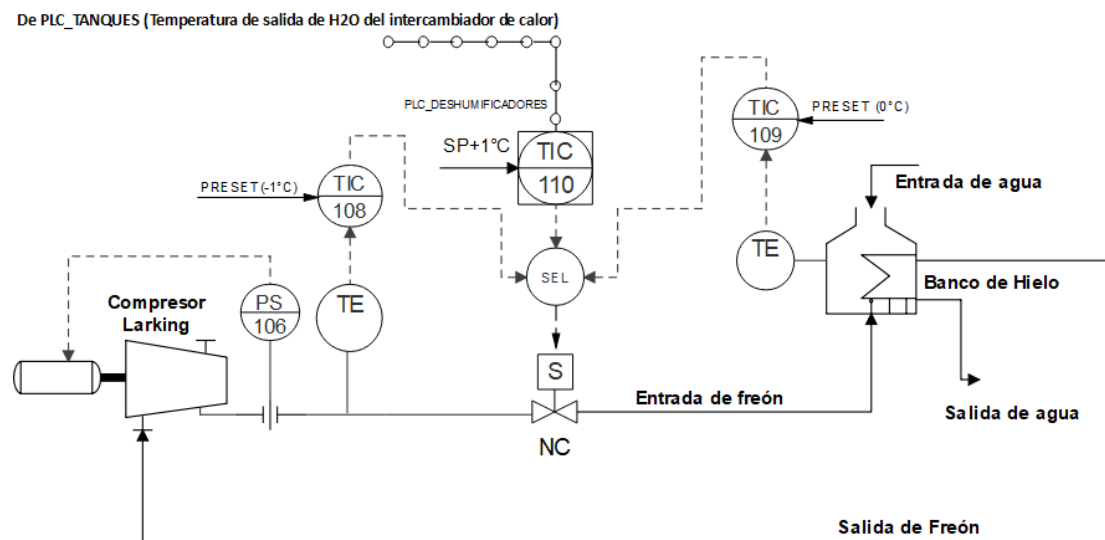 De PLC_TANQUES (Temperatura de salida de H2O del intercambiador de calor)
PLC_DESHUMIFICADORES
TIC
109
PRESET (0°C)
SP+1°C
TIC
110
PRESET (-1°C)
TIC
108
Entrada de agua
TE
SEL
Banco de Hielo
Compresor
Larking
PS
106
TE
S
Entrada de freón
Salida de agua
NC
Salida de Freón